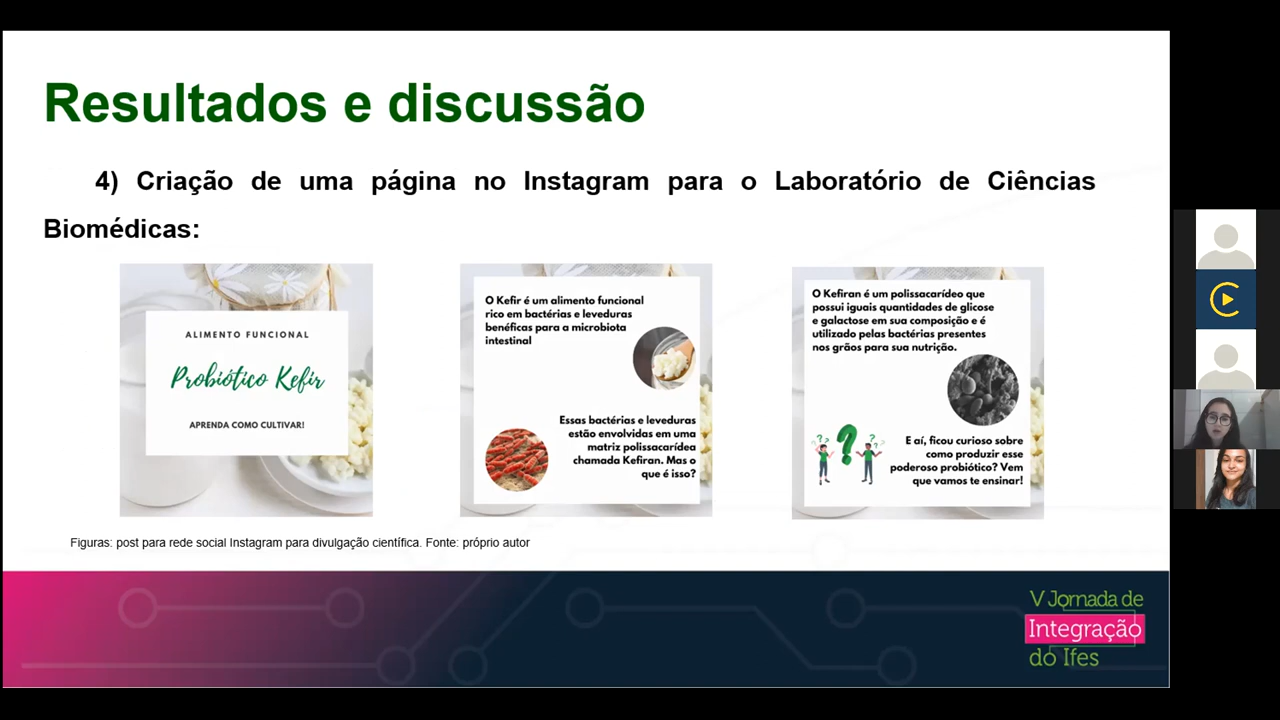 Resultados e discussão
4) Criação de uma página no Instagram para o Laboratório de Ciências
Biomédicas:
ALIMENTO FUNCIONAL
Probiótico Kefir
APRENDA COMO CULTIVAR!
O Kefir é um alimento funcional
rico em bactérias e leveduras
benéficas para a microbiota
intestinal
Essas bactérias e leveduras
estão envolvidas em uma
matriz polissacarídea
chamada Kefiran. Mas o
que é isso?
O Kefiran é um polissacarídeo que
possui iguais quantidades de glicose
e galactose em sua composição e é
utilizado pelas bactérias presentes
nos grãos para sua nutrição.
E aí, ficou curioso sobre
como produzir esse
poderoso probiótico? Vem
que vamos te ensinar!
Figuras: post para rede social Instagram para divulgação científica. Fonte: próprio autor
V Jornada de
Integração
do Ifes